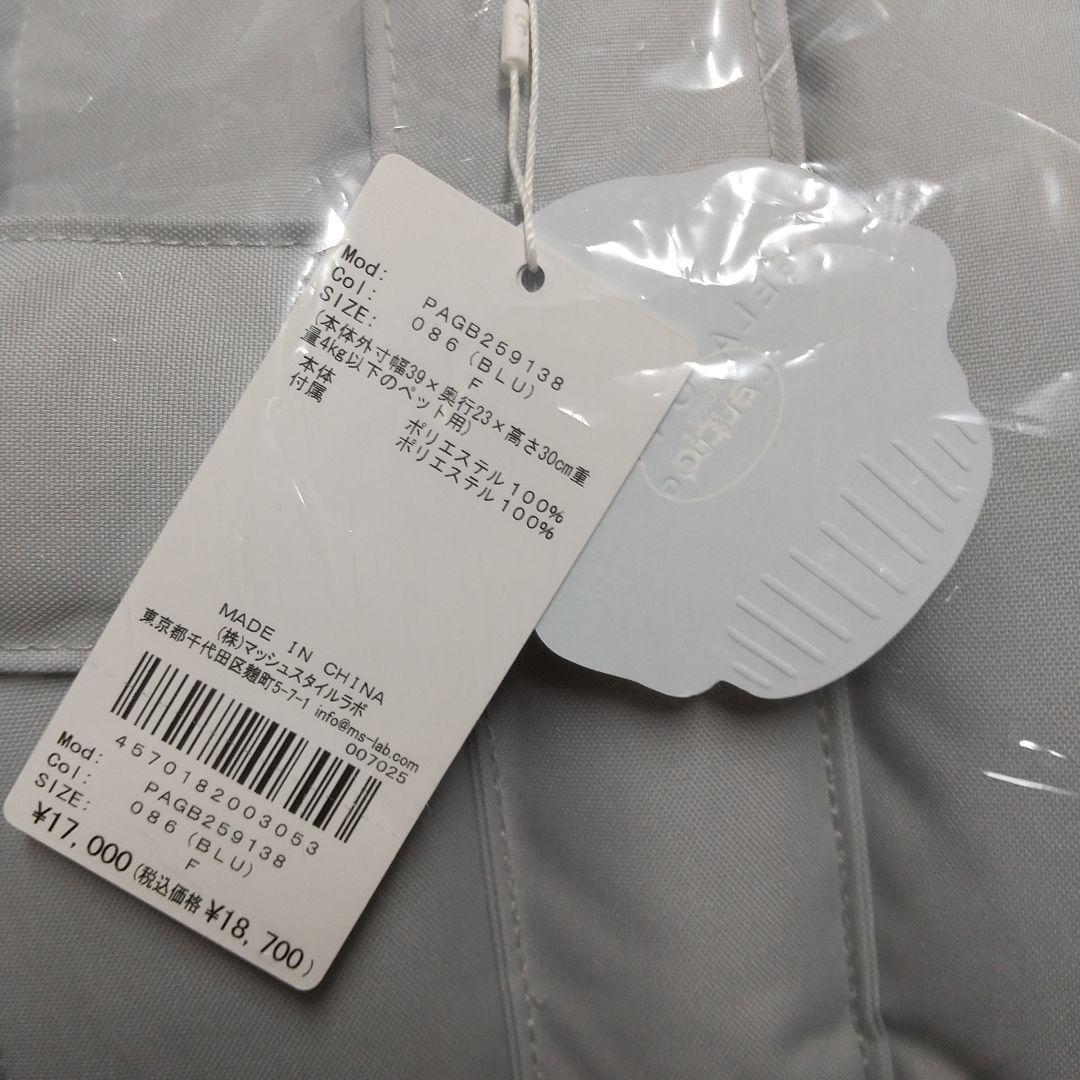 Mod: PAGB259138
Col: 086(BLU)
SIZE: F
(本体外寸幅39×奥行23×高さ30cm重
量4kg以下のペット用)
本体 ポリエステル100%
付属 ポリエステル100%
MADE IN CHINA
(株)マッシュスタイルラボ
東京都千代田区麹町5-7-1 info@ms-lab.com
007025
4570182003053
Mod: PAGB259138
Col: 086(BLU)
SIZE: F
¥17,000(税込価格¥18,700)